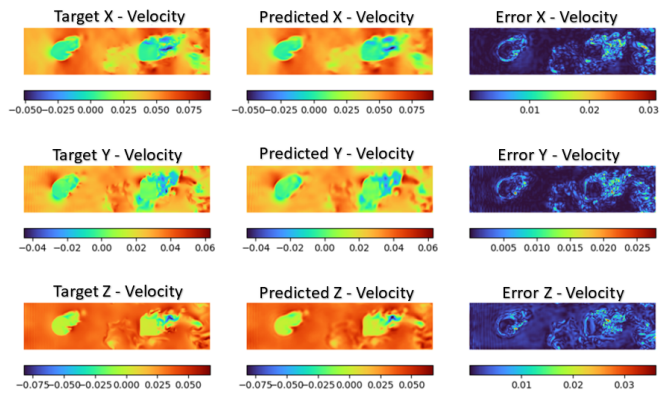 Target X - Velocity Predicted X - Velocity Error X - Velocity
−0.050−0.025 0.000 0.025 0.050 0.075 −0.050−0.025 0.000 0.025 0.050 0.075 0.01 0.02 0.03
Target Y - Velocity Predicted Y - Velocity Error Y - Velocity
−0.04 −0.02 0.00 0.02 0.04 0.06 −0.04 −0.02 0.00 0.02 0.04 0.06 0.005 0.010 0.015 0.020 0.025
Target Z - Velocity Predicted Z - Velocity Error Z - Velocity
−0.075−0.050−0.025 0.000 0.025 0.050 −0.075−0.050−0.025 0.000 0.025 0.050 0.01 0.02 0.03